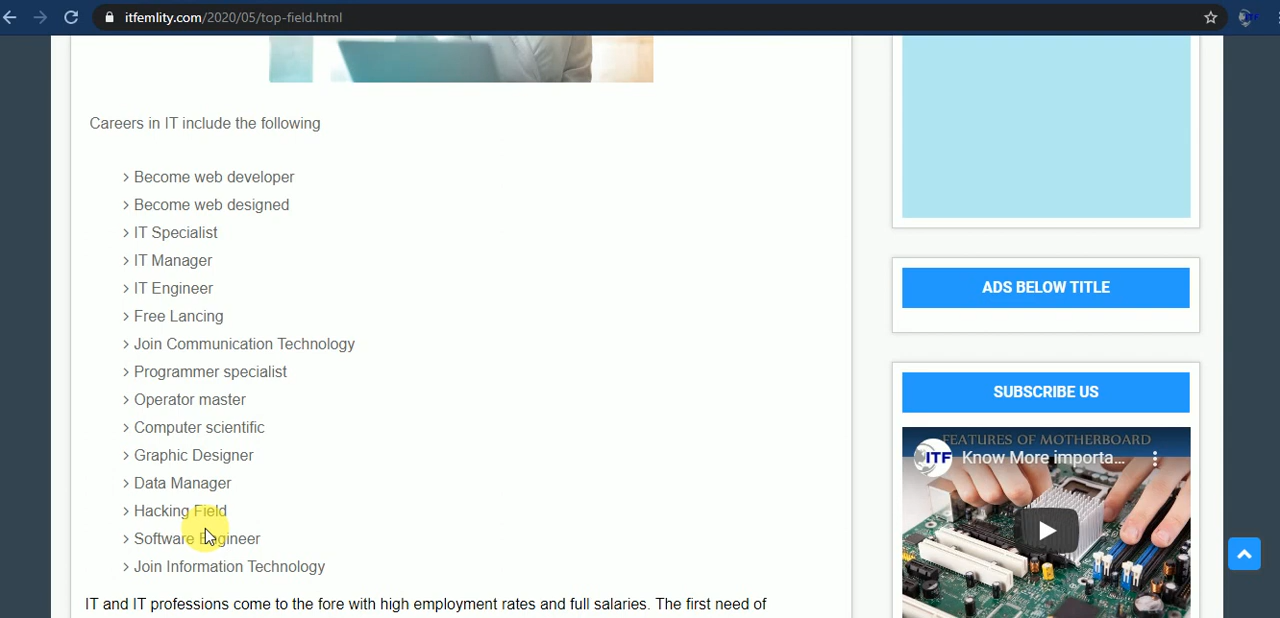 itfemlity.com/2020/05/top-field.html
ITF
Careers in IT include the following
> Become web developer
> Become web designed
> IT Specialist
> IT Manager
> IT Engineer
> Free Lancing
> Join Communication Technology
> Programmer specialist
> Operator master
> Computer scientific
> Graphic Designer
> Data Manager
> Hacking Field
> Software Engineer
> Join Information Technology
IT and IT professions come to the fore with high employment rates and full salaries. The first need of
ADS BELOW TITLE
SUBSCRIBE US
FEATURES OF MOTHERBOARD
ITF Know More importa...